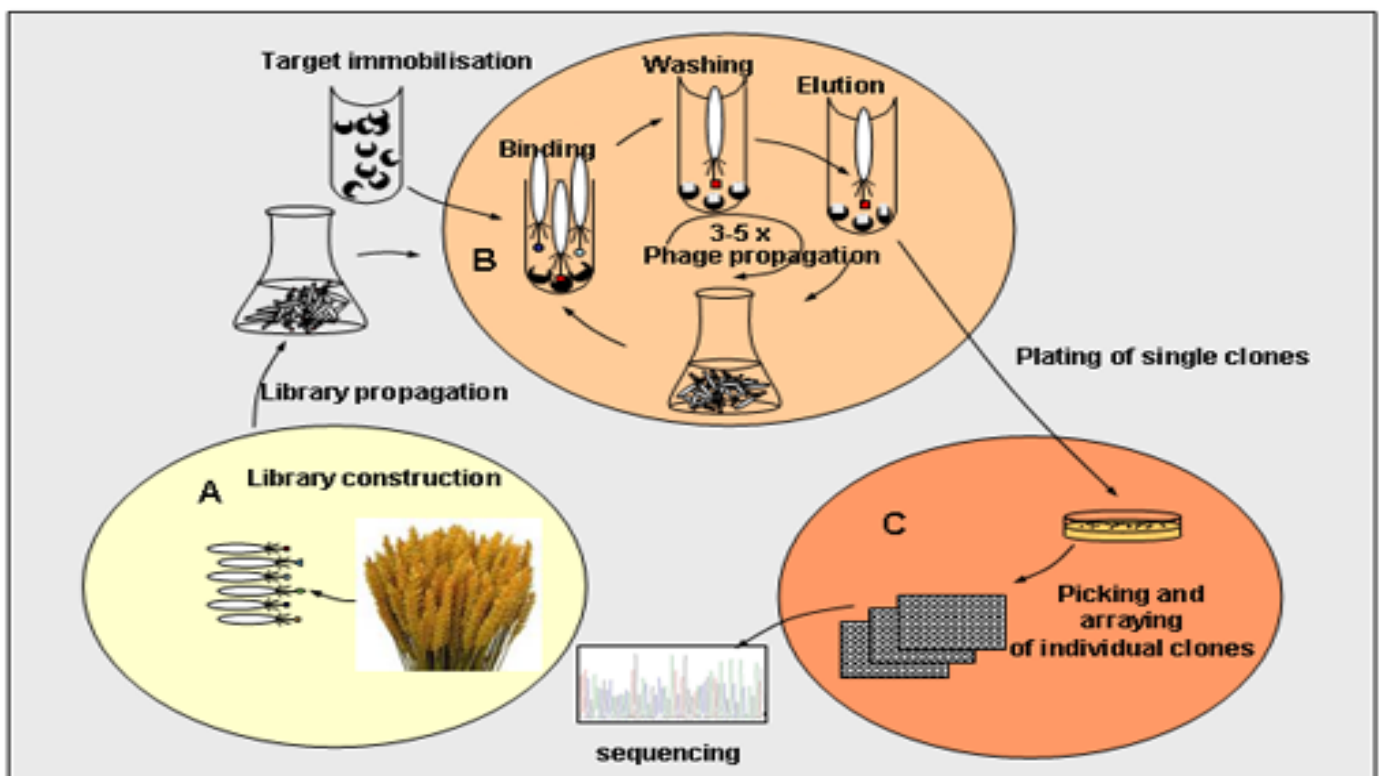 Target immobilisation
Washing
Elution
Binding
B
3-5 x
Phage propagation
Plating of single clones
Library propagation
A
Library construction
C
Picking and
arraying
of individual clones
sequencing